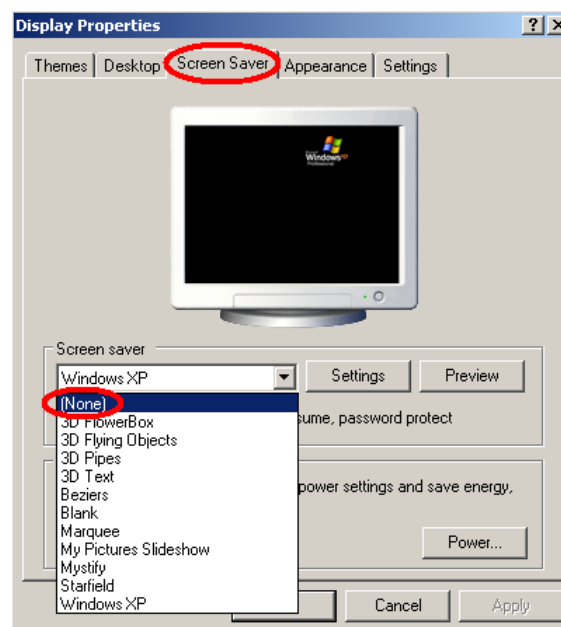 Display Properties
Themes Desktop Screen Saver Appearance Settings
Windows xp
Professional
Screen saver
Windows XP Settings Preview
(None)
3D FlowerBox sume, password protect
3D Flying Objects
3D Pipes
3D Text power settings and save energy,
Beziers
Blank
Marquee
My Pictures Slideshow Power...
Mystify
Starfield
Windows XP Cancel Apply